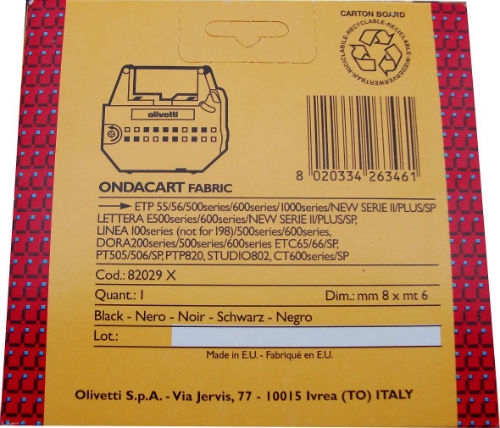 CARTON BOARD
RECYCLABLE-RECYCLABLE-WIEDERVERWERTBAR-RICICLABILE-
olivetti
8 020334 263461
ONDACART FABRIC
ETP 55/56/500series/600series/1000series/NEW SERIE II/PLUS/SP
LETTERA E500series/600series/NEW SERIE II/PLUS/SP,
LINEA 100series (not for 198)/500series/600series,
DORA200series/500series/600series ETC65/66/SP,
PT505/506/SP, PTP820, STUDIO802, CT600series/SP
Cod.: 82029 X
Quant.: 1 Dim.: mm 8 x mt 6
Black - Nero - Noir - Schwarz - Negro
Lot.:
Made in E.U. - Fabriqué en E.U.
Olivetti S.p.A. - Via Jervis, 77 - 10015 Ivrea (TO) ITALY